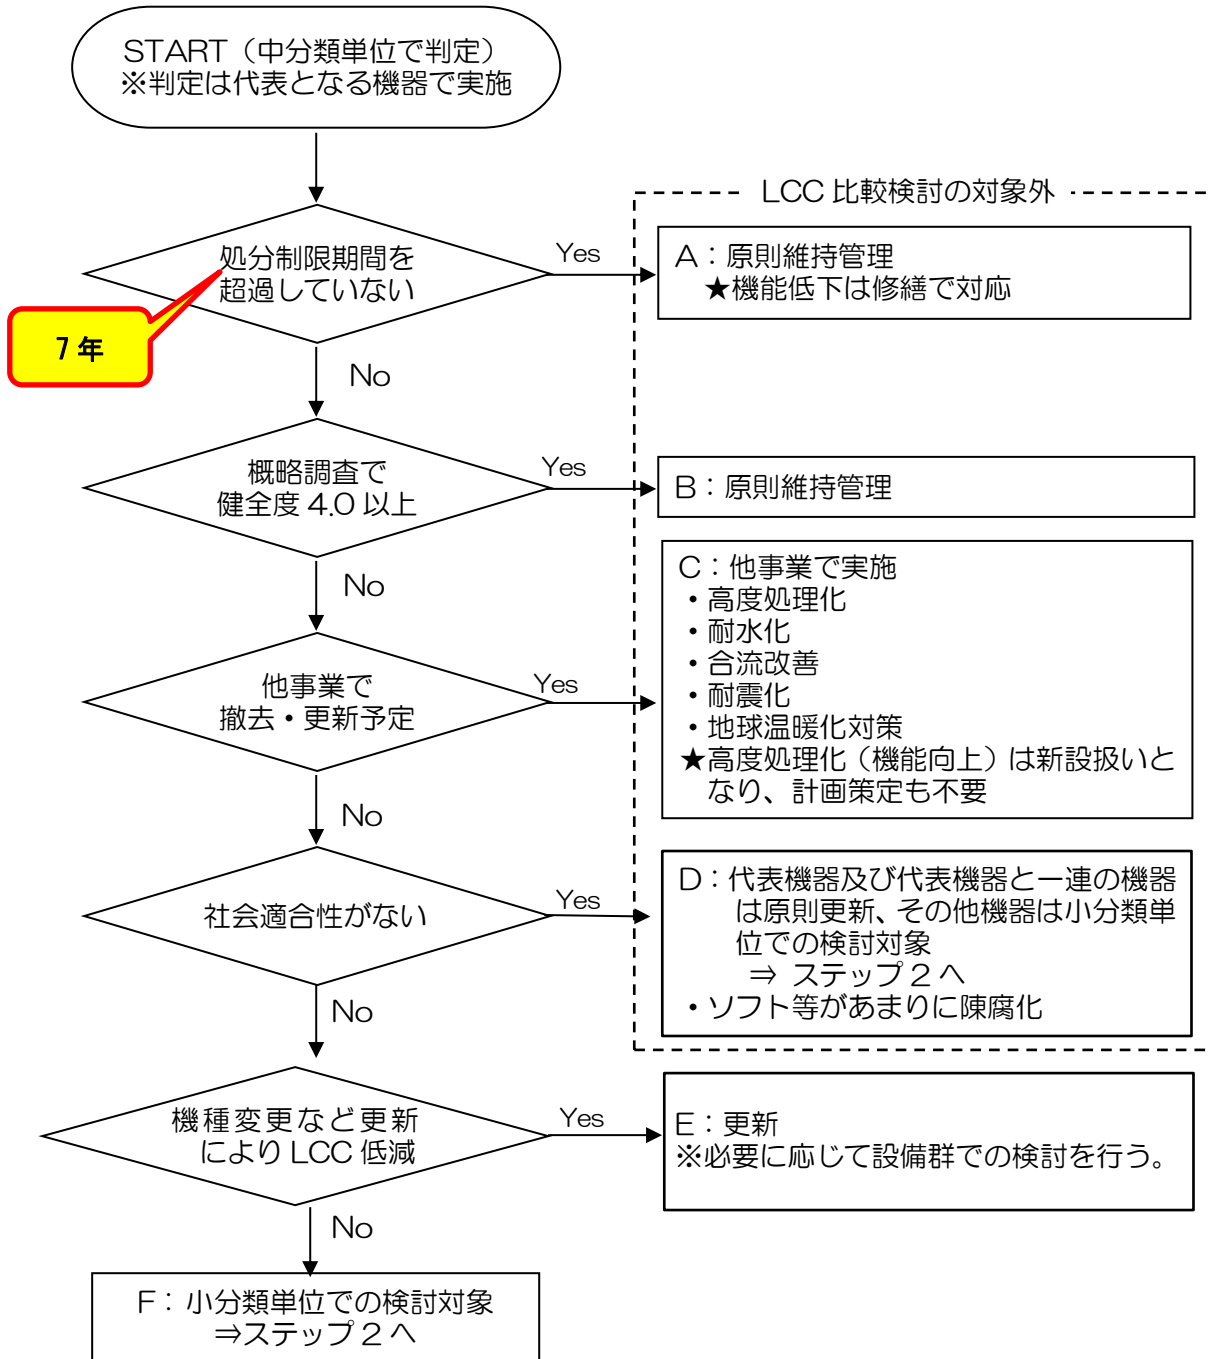 START（中分類単位で判定）
※判定は代表となる機器で実施
LCC 比較検討の対象外
処分制限期間を
超過していない
Yes
A：原則維持管理
★機能低下は修繕で対応
7年
No
概略調査で
健全度 4.0 以上
Yes
B：原則維持管理
No
他事業で
撤去・更新予定
Yes
C：他事業で実施
・高度処理化
・耐水化
・合流改善
・耐震化
・地球温暖化対策
★高度処理化（機能向上）は新設扱いと
なり、計画策定も不要
No
社会適合性がない
Yes
D：代表機器及び代表機器と一連の機器
は原則更新、その他機器は小分類単
位での検討対象
⇒ ステップ２へ
・ソフト等があまりに陳腐化
No
機種変更など更新
により LCC 低減
Yes
E：更新
※必要に応じて設備群での検討を行う。
No
F：小分類単位での検討対象
⇒ステップ２へ